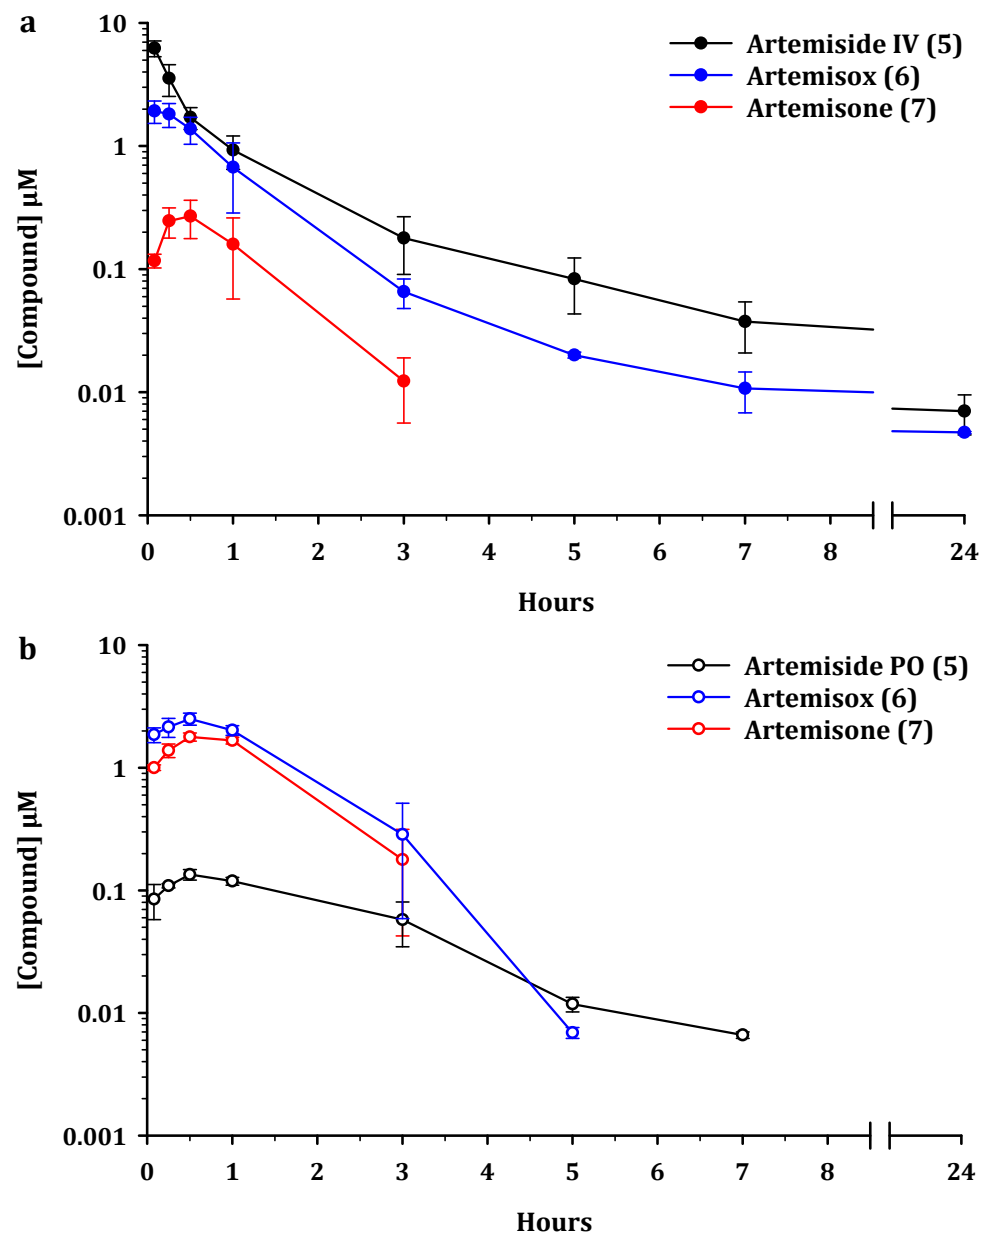 a
Artemiside IV (5)
Artemisox (6)
Artemisone (7)
10
1
0.1
0.01
0.001
[Compound] µM
0 1 2 3 4 5 6 7 8 24
Hours
b
Artemiside PO (5)
Artemisox (6)
Artemisone (7)
10
1
0.1
0.01
0.001
[Compound] µM
0 1 2 3 4 5 6 7 8 24
Hours